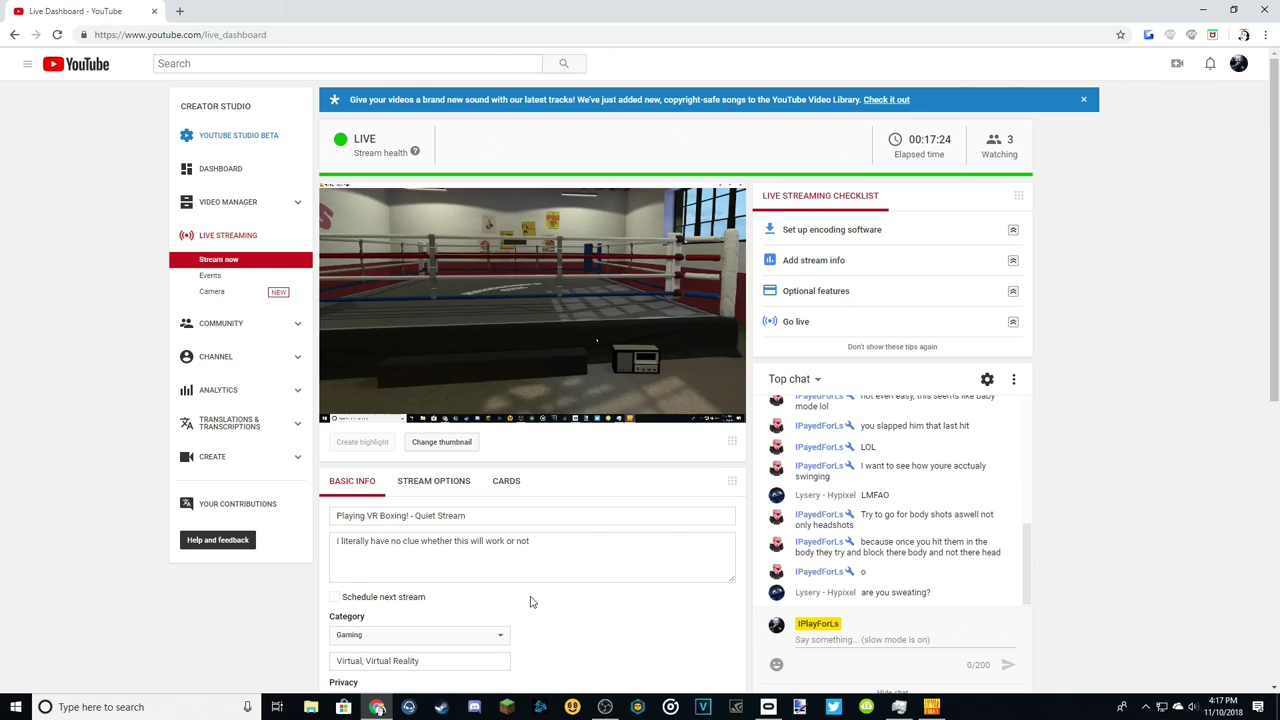 Live Dashboard - YouTube
https://www.youtube.com/live_dashboard
YouTube
Search
CREATOR STUDIO
YOUTUBE STUDIO BETA
DASHBOARD
VIDEO MANAGER
LIVE STREAMING
Stream now
Events
Camera NEW
COMMUNITY
CHANNEL
ANALYTICS
TRANSLATIONS &
TRANSCRIPTIONS
CREATE
YOUR CONTRIBUTIONS
Help and feedback
Give your videos a brand new sound with our latest tracks! We've just added new, copyright-safe songs to the YouTube Video Library. Check it out
LIVE
Stream health
00:17:24
Elapsed time
3
Watching
Create highlight
Change thumbnail
BASIC INFO STREAM OPTIONS CARDS
Playing VR Boxing! - Quiet Stream
I literally have no clue whether this will work or not
Schedule next stream
Category
Gaming
Virtual, Virtual Reality
Privacy
LIVE STREAMING CHECKLIST
Set up encoding software
Add stream info
Optional features
Go live
Don't show these tips again
Top chat
IPayedForLs not even easy, this seems like baby
mode lol
IPayedForLs you slapped him that last hit
IPayedForLs LOL
IPayedForLs I want to see how youre acctualy
swinging
Lysery - Hypixel LMFAO
IPayedForLs Try to go for body shots aswell not
only headshots
IPayedForLs because once you hit them in the
body they try and block there body and not there head
IPayedForLs o
Lysery - Hypixel are you sweating?
IPlayForLs
Say something... (slow mode is on)
0/200
Hide chat
Type here to search
4:17 PM
11/10/2018